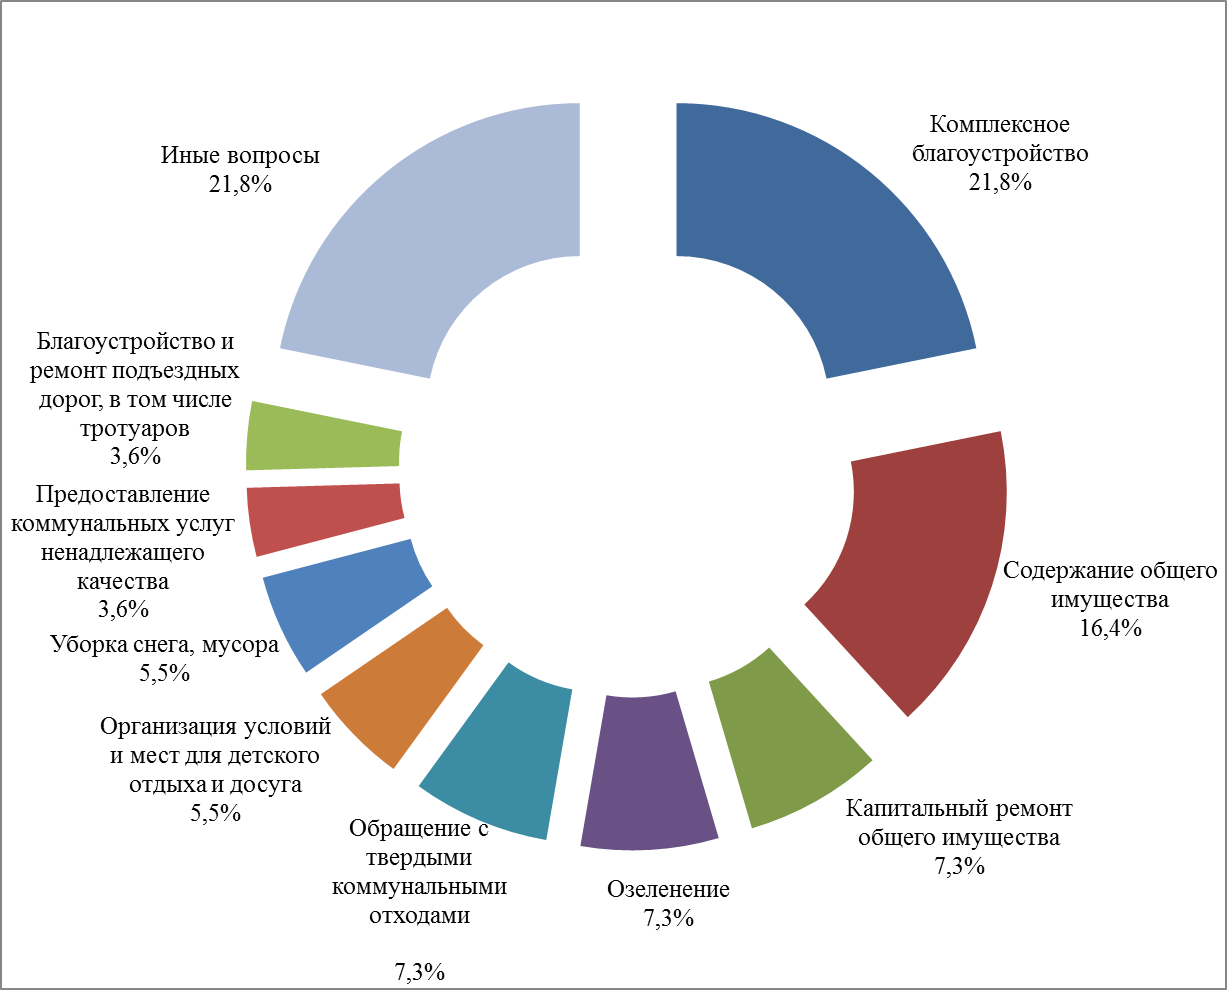 Комплексное
благоустройство
21,8%
Содержание общего
имущества
16,4%
Капитальный ремонт
общего имущества
7,3%
Озеленение
7,3%
Обращение с
твердыми
коммунальными
отходами
7,3%
Организация условий
и мест для детского
отдыха и досуга
5,5%
Уборка снега, мусора
5,5%
Предоставление
коммунальных услуг
ненадлежащего
качества
3,6%
Благоустройство и
ремонт подъездных
дорог, в том числе
тротуаров
3,6%
Иные вопросы
21,8%